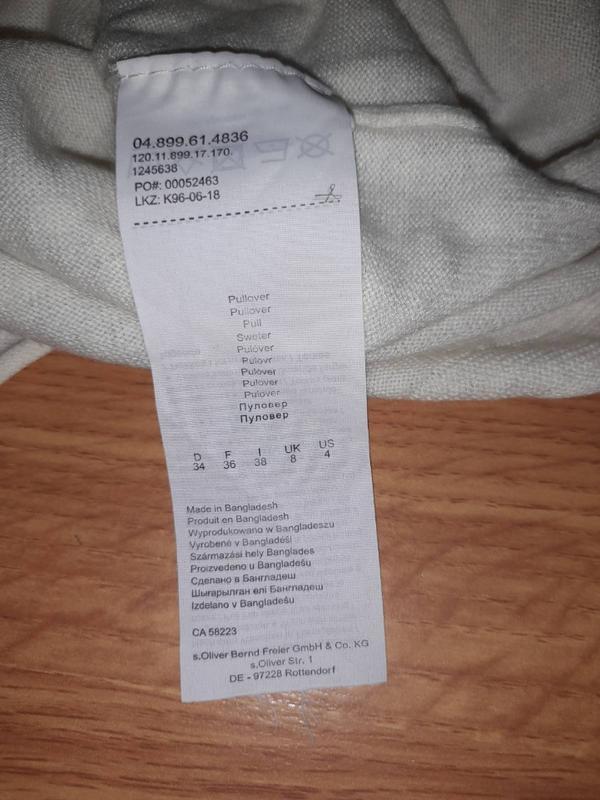 04.899.61.4836
120.11.899.17.170.
1245638
PO#: 00052463
LKZ: K96-06-18
Pullover
Pullover
Pull
Sweter
Pulóver
Pulovr
Pulover
Pulover
Pulover
Пуловер
Пуловер
D F I UK US
34 36 38 8 4
Made in Bangladesh
Produit en Bangladesh
Wyprodukowano w Bangladeszu
Vyrobené v Bangladéši
Származási hely Banglades
Proizvedeno u Bangladešu
Сделано в Бангладеш
Шығарылған елі Бангладеш
Izdelano v Bangladešu
CA 58223
s.Oliver Bernd Freier GmbH & Co. KG
s.Oliver Str. 1
DE - 97228 Rottendorf